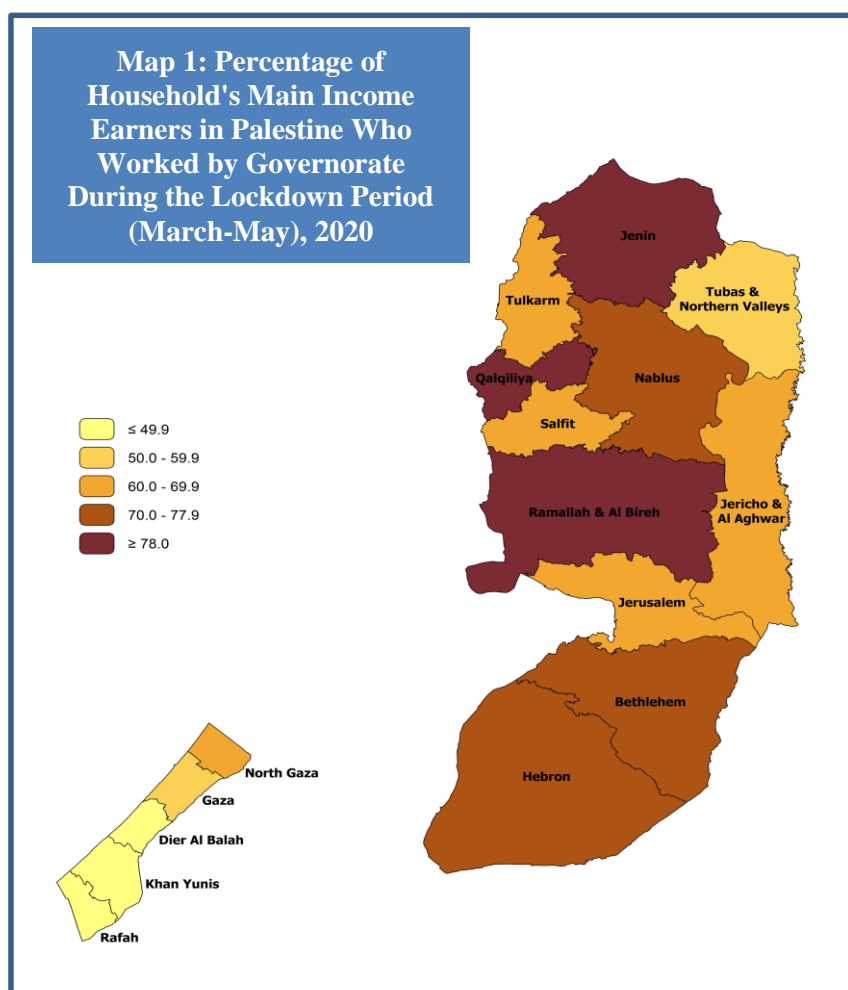 Map 1: Percentage of
Household's Main Income
Earners in Palestine Who
Worked by Governorate
During the Lockdown Period
(March-May), 2020
Jenin
Tubas &
Northern Valleys
Tulkarm
Qalqiliya
Nablus
Salfit
≤ 49.9
50.0 - 59.9
60.0 - 69.9
70.0 - 77.9
≥ 78.0
Ramallah & Al Bireh
Jericho &
Al Aghwar
Jerusalem
Bethlehem
Hebron
North Gaza
Gaza
Dier Al Balah
Khan Yunis
Rafah